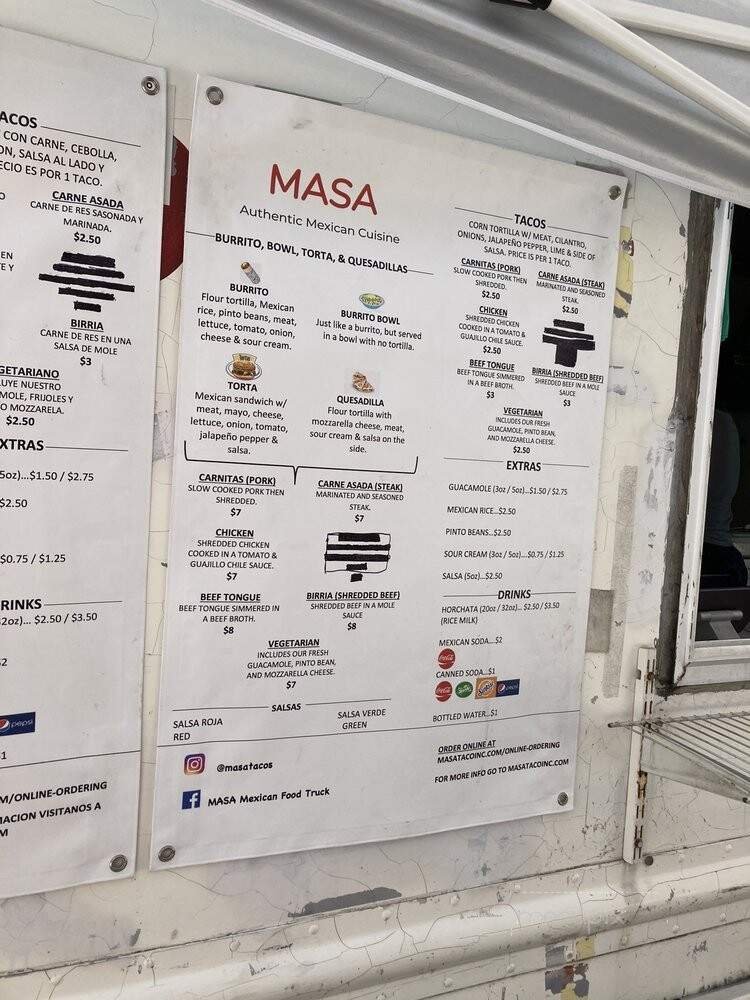 ACOS
CON CARNE, CEBOLLA,
ON, SALSA AL LADO Y
ECIO ES POR 1 TACO.
CARNE ASADA
CARNE DE RES SASONADA Y
MARINADA.
$2.50
BIRRIA
CARNE DE RES EN UNA
SALSA DE MOLE
$3
GETARIANO
LUYE NUESTRO
MOLE, FRIJOLES Y
O MOZZARELA.
$2.50
XTRAS
5oz)...$1.50 / $2.75
$2.50
$0.75 / $1.25
RINKS
32oz)... $2.50 / $3.50
pepsi
M/ONLINE-ORDERING
MACION VISITANOS A
M
MASA
Authentic Mexican Cuisine
BURRITO, BOWL, TORTA, & QUESADILLAS
BURRITO
Flour tortilla, Mexican
rice, pinto beans, meat,
lettuce, tomato, onion,
cheese & sour cream.
BURRITO BOWL
Just like a burrito, but served
in a bowl with no tortilla.
TORTA
Mexican sandwich w/
meat, mayo, cheese,
lettuce, onion, tomato,
jalapeño pepper &
salsa.
QUESADILLA
Flour tortilla with
mozzarella cheese, meat,
sour cream & salsa on the
side.
CARNITAS (PORK)
SLOW COOKED PORK THEN
SHREDDED.
$7
CARNE ASADA (STEAK)
MARINATED AND SEASONED
STEAK.
$7
CHICKEN
SHREDDED CHICKEN
COOKED IN A TOMATO &
GUAJILLO CHILE SAUCE.
$7
BEEF TONGUE
BEEF TONGUE SIMMERED IN
A BEEF BROTH.
$8
BIRRIA (SHREDDED BEEF)
SHREDDED BEEF IN A MOLE
SAUCE
$8
VEGETARIAN
INCLUDES OUR FRESH
GUACAMOLE, PINTO BEAN,
AND MOZZARELLA CHEESE.
$7
SALSAS
SALSA ROJA
RED
SALSA VERDE
GREEN
@masatacos
MASA Mexican Food Truck
TACOS
CORN TORTILLA W/ MEAT, CILANTRO,
ONIONS, JALAPEÑO PEPPER, LIME & SIDE OF
SALSA. PRICE IS PER 1 TACO.
CARNITAS (PORK)
SLOW COOKED PORK THEN
SHREDDED.
$2.50
CARNE ASADA (STEAK)
MARINATED AND SEASONED
STEAK.
$2.50
CHICKEN
SHREDDED CHICKEN
COOKED IN A TOMATO &
GUAJILLO CHILE SAUCE.
$2.50
BEEF TONGUE
BEEF TONGUE SIMMERED
IN A BEEF BROTH.
$3
BIRRIA (SHREDDED BEEF)
SHREDDED BEEF IN A MOLE
SAUCE
$3
VEGETARIAN
INCLUDES OUR FRESH
GUACAMOLE, PINTO BEAN,
AND MOZZARELLA CHEESE.
$2.50
EXTRAS
GUACAMOLE (3oz / 5oz)...$1.50 / $2.75
MEXICAN RICE...$2.50
PINTO BEANS...$2.50
SOUR CREAM (3oz / 5oz)...$0.75 / $1.25
SALSA (5oz)...$2.50
DRINKS
HORCHATA (20oz / 32oz)... $2.50 / $3.50
(RICE MILK)
MEXICAN SODA...$2
Coca-Cola
CANNED SODA...$1
Coca-Cola
pepsi
BOTTLED WATER...$1
ORDER ONLINE AT
MASATACOINC.COM/ONLINE-ORDERING
FOR MORE INFO GO TO MASATACOINC.COM